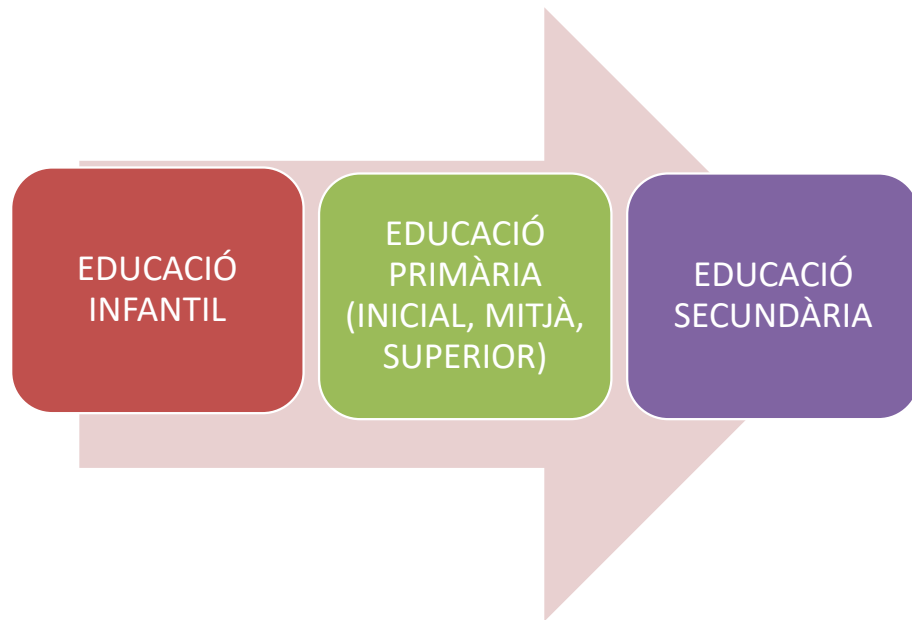 EDUCACIÓ
INFANTIL
EDUCACIÓ
PRIMÀRIA
(INICIAL, MITJÀ,
SUPERIOR)
EDUCACIÓ
SECUNDÀRIA